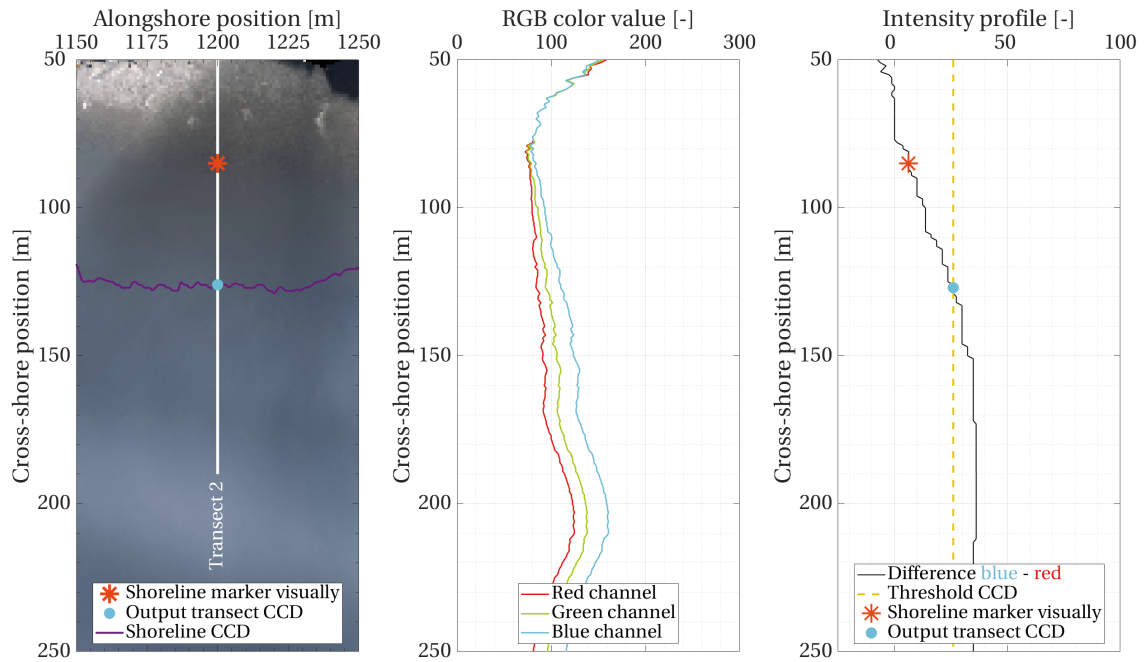 Alongshore position [m]
1150 1175 1200 1225 1250
50
100
150
200
250
Cross-shore position [m]
Transect 2
Shoreline marker visually
Output transect CCD
Shoreline CCD
RGB color value [-]
0 100 200 300
50
100
150
200
250
Cross-shore position [m]
Red channel
Green channel
Blue channel
Intensity profile [-]
0 50 100
50
100
150
200
250
Cross-shore position [m]
Difference blue - red
Threshold CCD
Shoreline marker visually
Output transect CCD